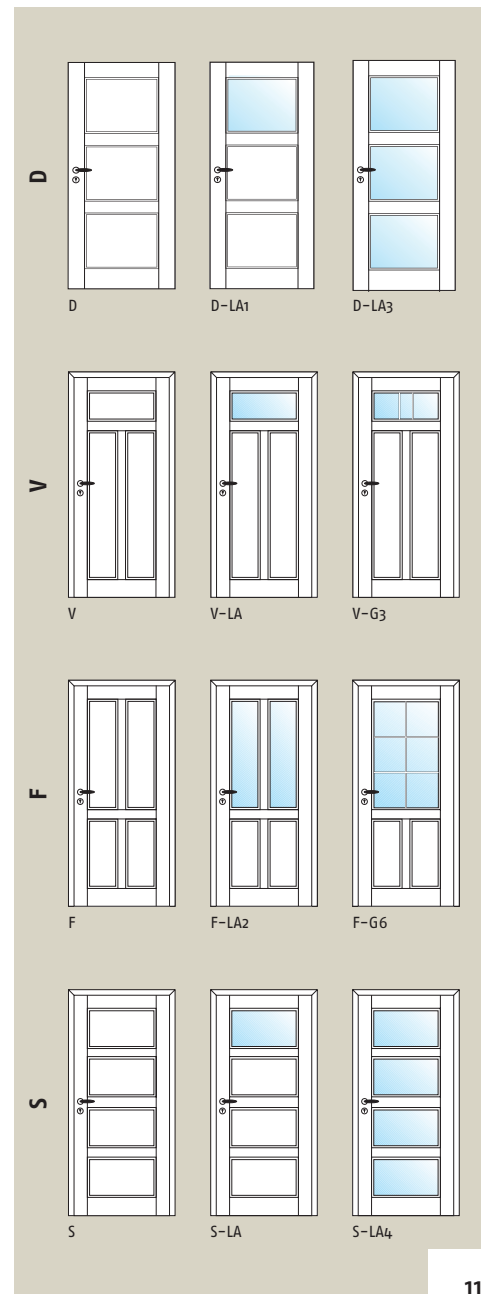 D
D D-LA1 D-LA3
V
V V-LA V-G3
F
F F-LA2 F-G6
S
S S-LA S-LA4
11